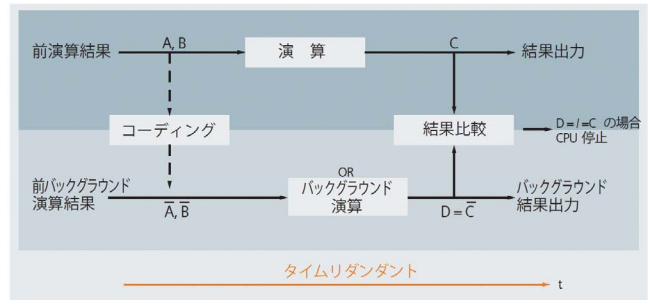 前演算結果
A, B
演 算
C
結果出力
コーディング
結果比較
D=/=C の場合
CPU 停止
前バックグラウンド
演算結果
A̅, B̅
OR
バックグラウンド
演算
D = C̅
バックグラウンド
結果出力
タイムリダンダント
t